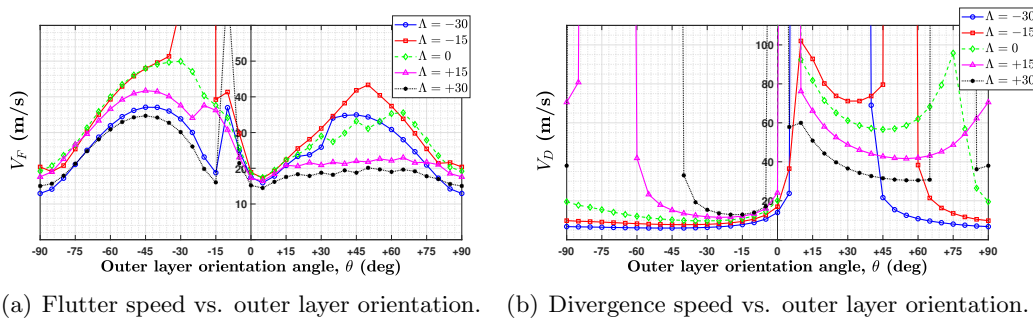 Λ = −30
Λ = −15
Λ = 0
Λ = +15
Λ = +30
50
40
30
20
10
V_F (m/s)
-90 -75 -60 -45 -30 -15 0 +15 +30 +45 +60 +75 +90
Outer layer orientation angle, θ (deg)
(a) Flutter speed vs. outer layer orientation.
Λ = −30
Λ = −15
Λ = 0
Λ = +15
Λ = +30
100
80
60
40
20
V_D (m/s)
-90 -75 -60 -45 -30 -15 0 +15 +30 +45 +60 +75 +90
Outer layer orientation angle, θ (deg)
(b) Divergence speed vs. outer layer orientation.